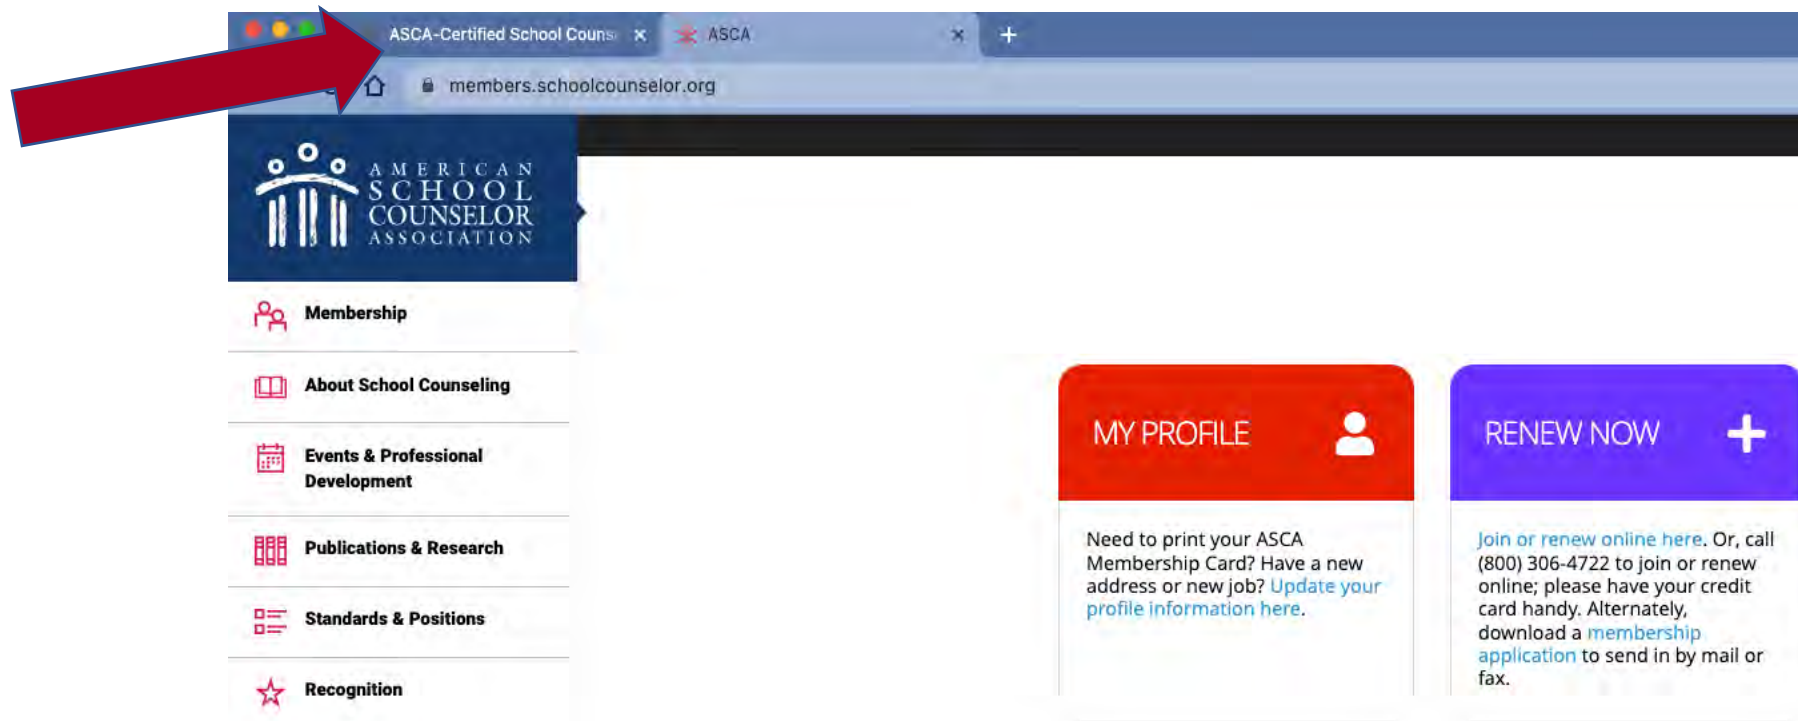 ASCA-Certified School Couns
ASCA
members.schoolcounselor.org
AMERICAN
SCHOOL
COUNSELOR
ASSOCIATION
Membership
About School Counseling
Events & Professional
Development
Publications & Research
Standards & Positions
Recognition
MY PROFILE
Need to print your ASCA
Membership Card? Have a new
address or new job? Update your
profile information here.
RENEW NOW
Join or renew online here. Or, call
(800) 306-4722 to join or renew
online; please have your credit
card handy. Alternately,
download a membership
application to send in by mail or
fax.